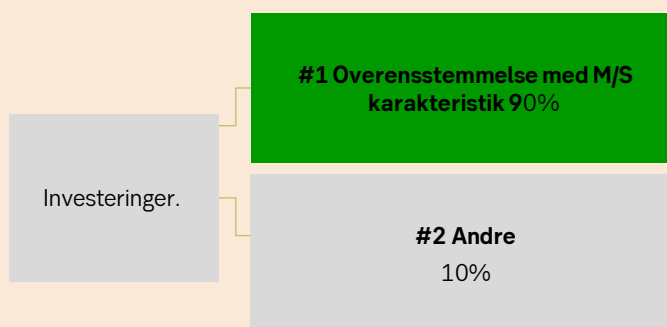 #1 Overensstemmelse med M/S
karakteristik 90%
Investeringer.
#2 Andre
10%